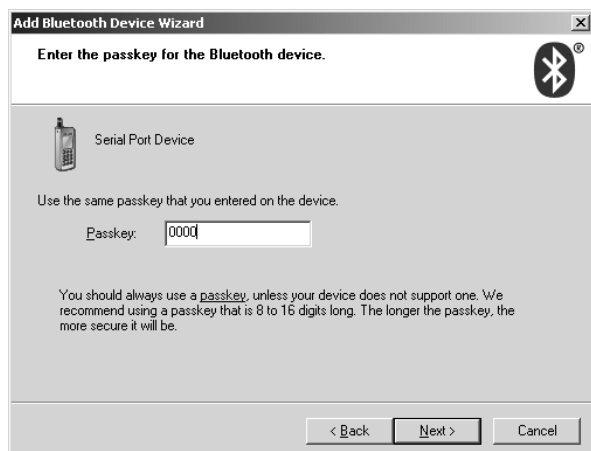 Add Bluetooth Device Wizard
Enter the passkey for the Bluetooth device.
®
Serial Port Device
Use the same passkey that you entered on the device.
Passkey: 0000
You should always use a passkey, unless your device does not support one. We
recommend using a passkey that is 8 to 16 digits long. The longer the passkey, the
more secure it will be.
< Back Next > Cancel